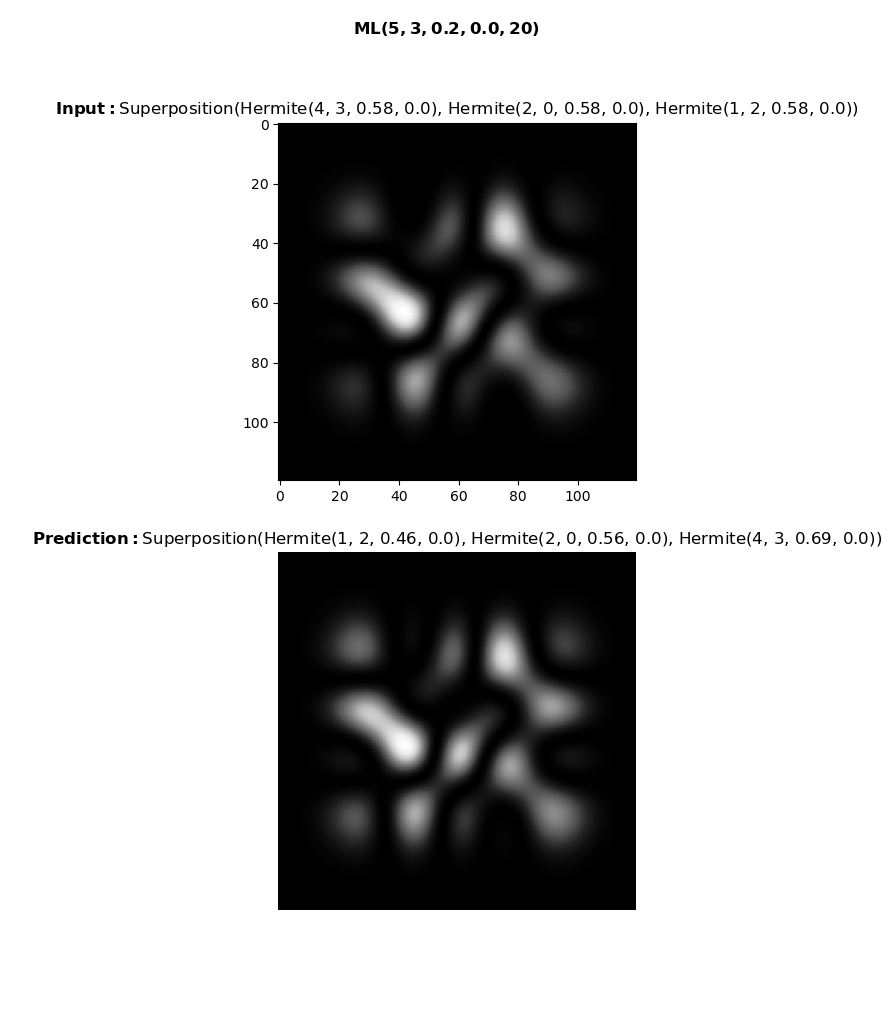 ML(5, 3, 0.2, 0.0, 20)
Input: Superposition(Hermite(4, 3, 0.58, 0.0), Hermite(2, 0, 0.58, 0.0), Hermite(1, 2, 0.58, 0.0))
0
20
40
60
80
100
0 20 40 60 80 100
Prediction: Superposition(Hermite(1, 2, 0.46, 0.0), Hermite(2, 0, 0.56, 0.0), Hermite(4, 3, 0.69, 0.0))